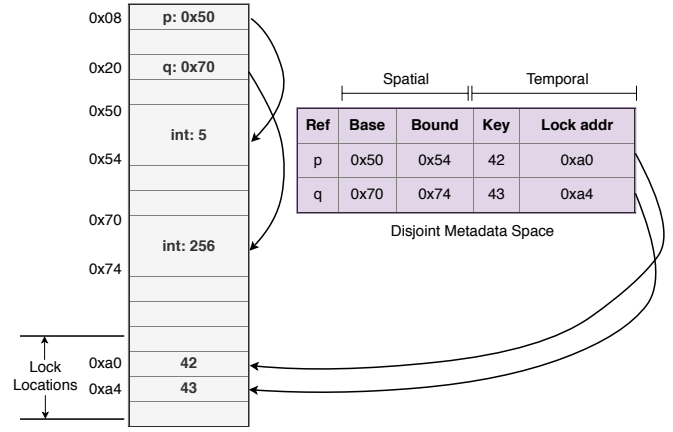 0x08
p: 0x50
0x20
q: 0x70
0x50
int: 5
0x54
0x70
int: 256
0x74
Lock
Locations
0xa0
42
0xa4
43
Spatial
Temporal
Ref Base Bound Key Lock addr
p 0x50 0x54 42 0xa0
q 0x70 0x74 43 0xa4
Disjoint Metadata Space